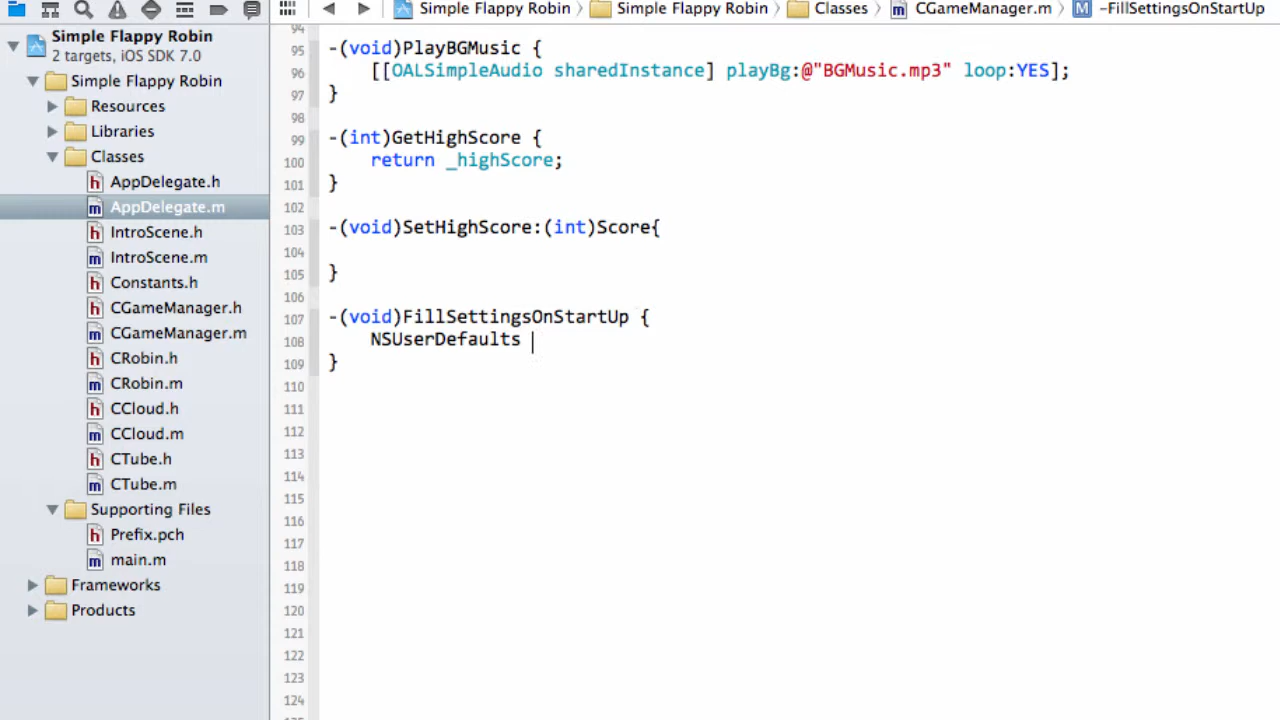 Simple Flappy Robin
2 targets, iOS SDK 7.0
Simple Flappy Robin
Resources
Libraries
Classes
h AppDelegate.h
m AppDelegate.m
h IntroScene.h
m IntroScene.m
h Constants.h
h CGameManager.h
m CGameManager.m
h CRobin.h
m CRobin.m
h CCloud.h
m CCloud.m
h CTube.h
m CTube.m
Supporting Files
h Prefix.pch
m main.m
Frameworks
Products
Simple Flappy Robin Simple Flappy Robin Classes m CGameManager.m M -FillSettingsOnStartUp
94
95 -(void)PlayBGMusic {
96 [[OALSimpleAudio sharedInstance] playBg:@"BGMusic.mp3" loop:YES];
97 }
98
99 -(int)GetHighScore {
100 return _highScore;
101 }
102
103 -(void)SetHighScore:(int)Score{
104
105 }
106
107 -(void)FillSettingsOnStartUp {
108 NSUserDefaults
109 }
110
111
112
113
114
115
116
117
118
119
120
121
122
123
124
125